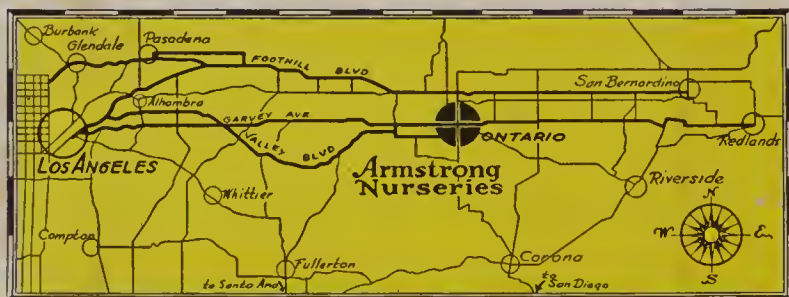 Burbank
Glendale
Pasadena
FOOTHILL BLVD
San Bernardino
Alhambra
GARVEY AVE
VALLEY BLVD
ONTARIO
Redlands
LOS ANGELES
Armstrong
Nurseries
Whittier
Riverside
N
W E
S
Compton
Fullerton
Corona
to Santa Ana
to
San Diego